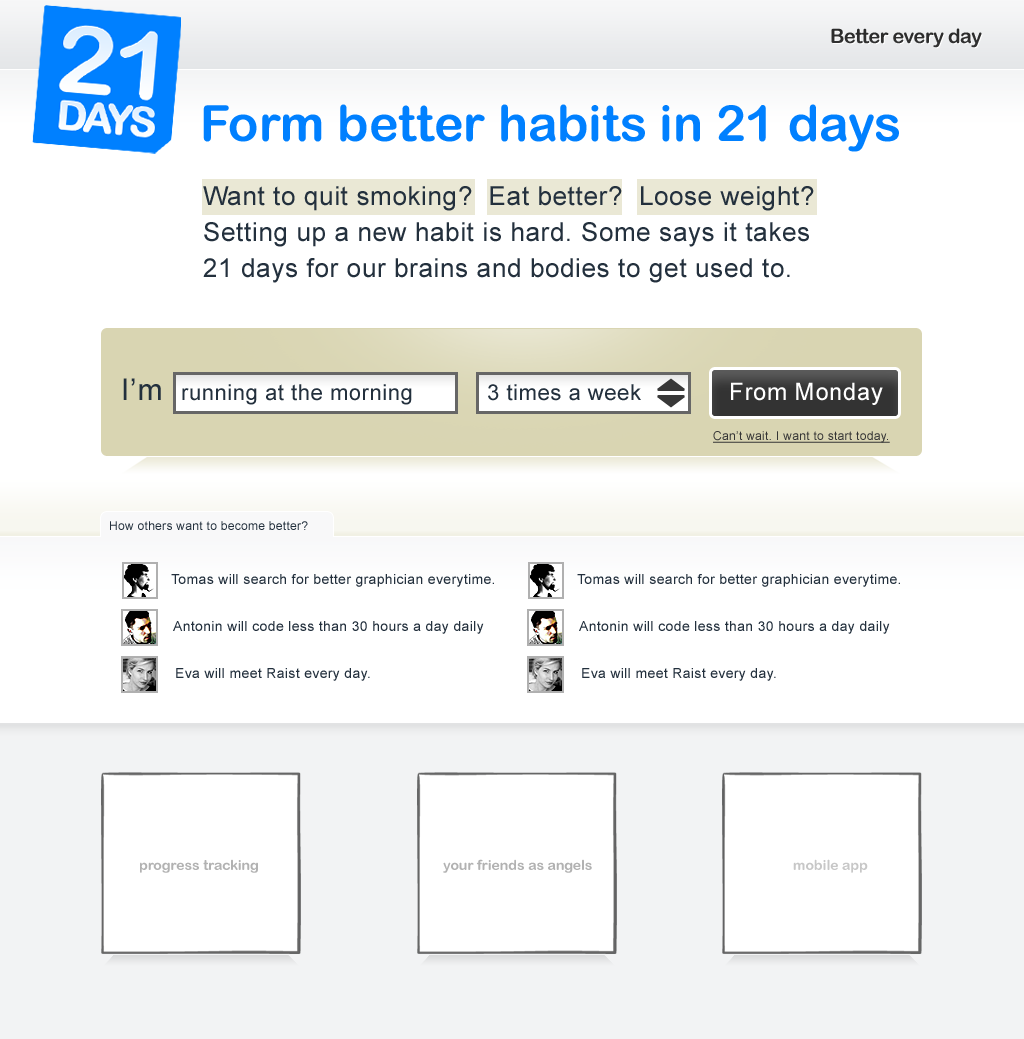 21
DAYS
Better every day
Form better habits in 21 days
Want to quit smoking? Eat better? Loose weight?
Setting up a new habit is hard. Some says it takes
21 days for our brains and bodies to get used to.
I'm running at the morning 3 times a week From Monday
Can't wait. I want to start today.
How others want to become better?
Tomas will search for better graphician everytime. Tomas will search for better graphician everytime.
Antonin will code less than 30 hours a day daily Antonin will code less than 30 hours a day daily
Eva will meet Raist every day. Eva will meet Raist every day.
progress tracking your friends as angels mobile app